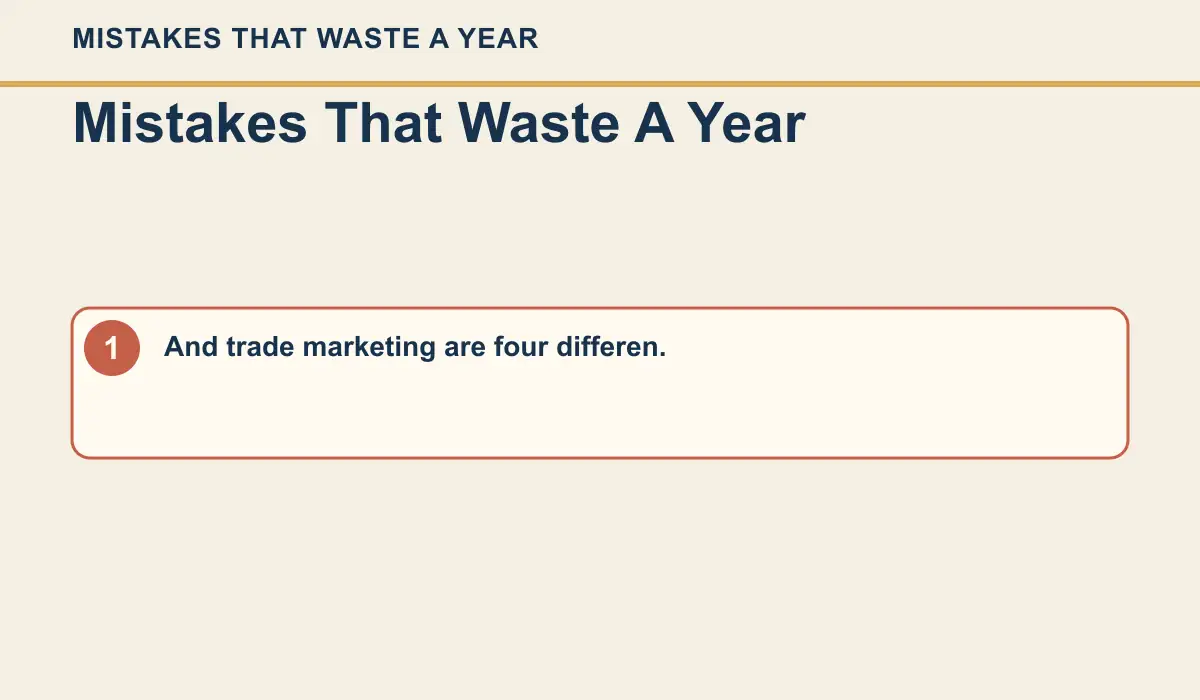 MISTAKES THAT WASTE A YEAR
Mistakes That Waste A Year
1
And trade marketing are four differen.